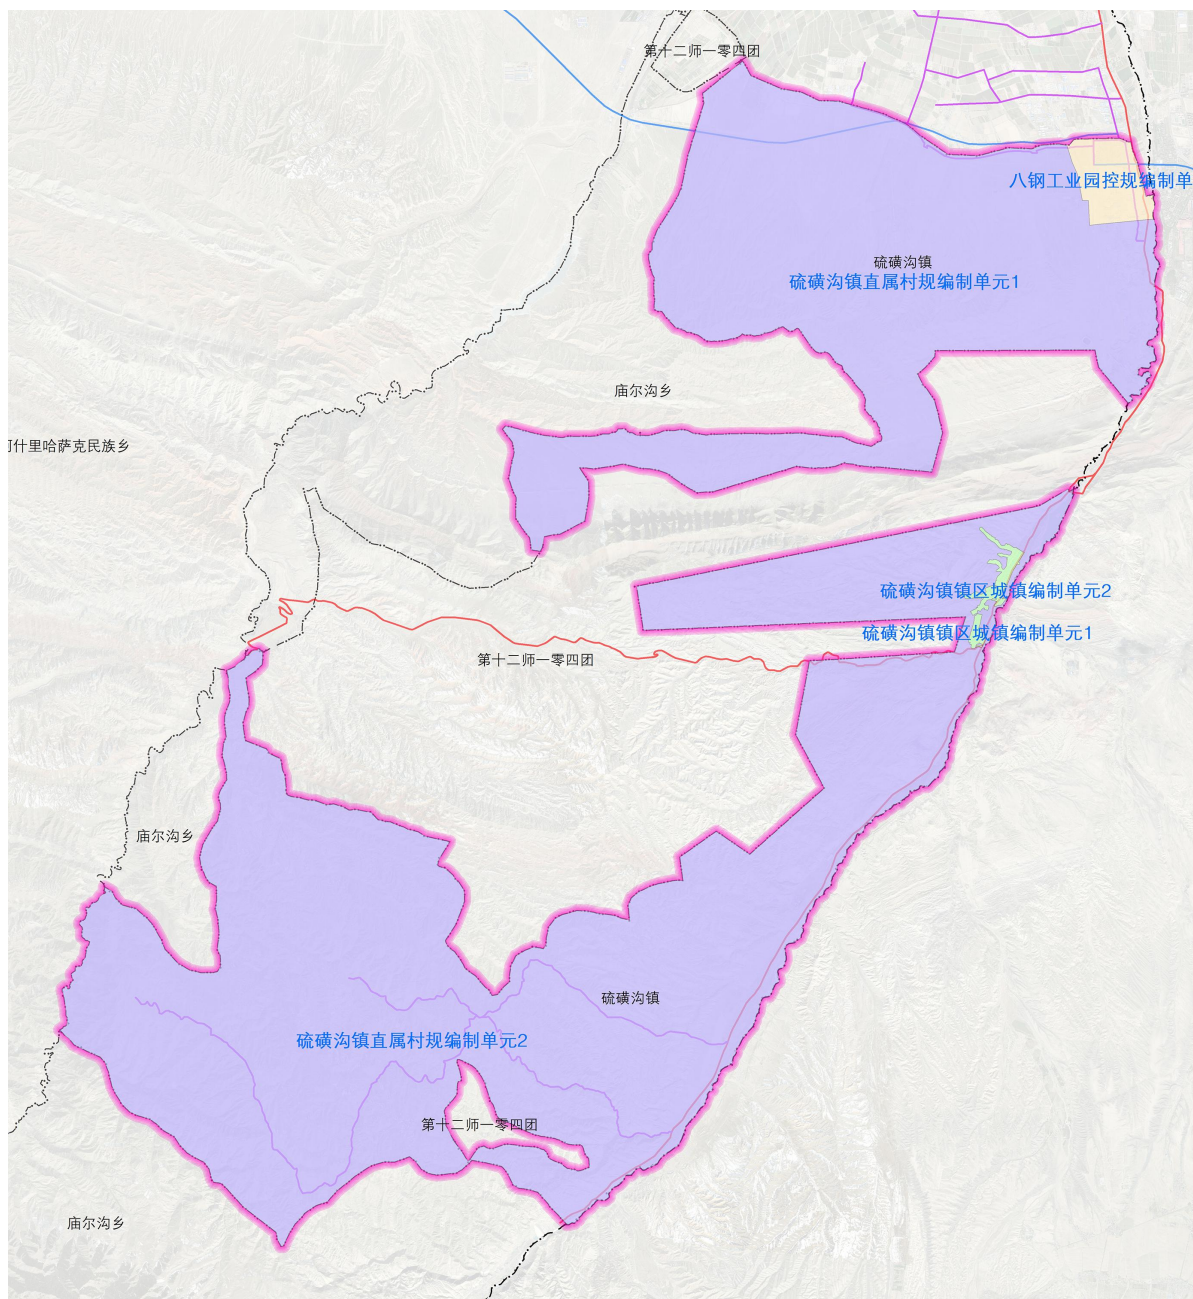 第十二师一零四团
八钢工业园控规编制单
硫磺沟镇
硫磺沟镇直属村规编制单元1
庙尔沟乡
什里哈萨克民族乡
硫磺沟镇镇区城镇编制单元2
硫磺沟镇镇区城镇编制单元1
第十二师一零四团
庙尔沟乡
硫磺沟镇
硫磺沟镇直属村规编制单元2
第十二师一零四团
庙尔沟乡